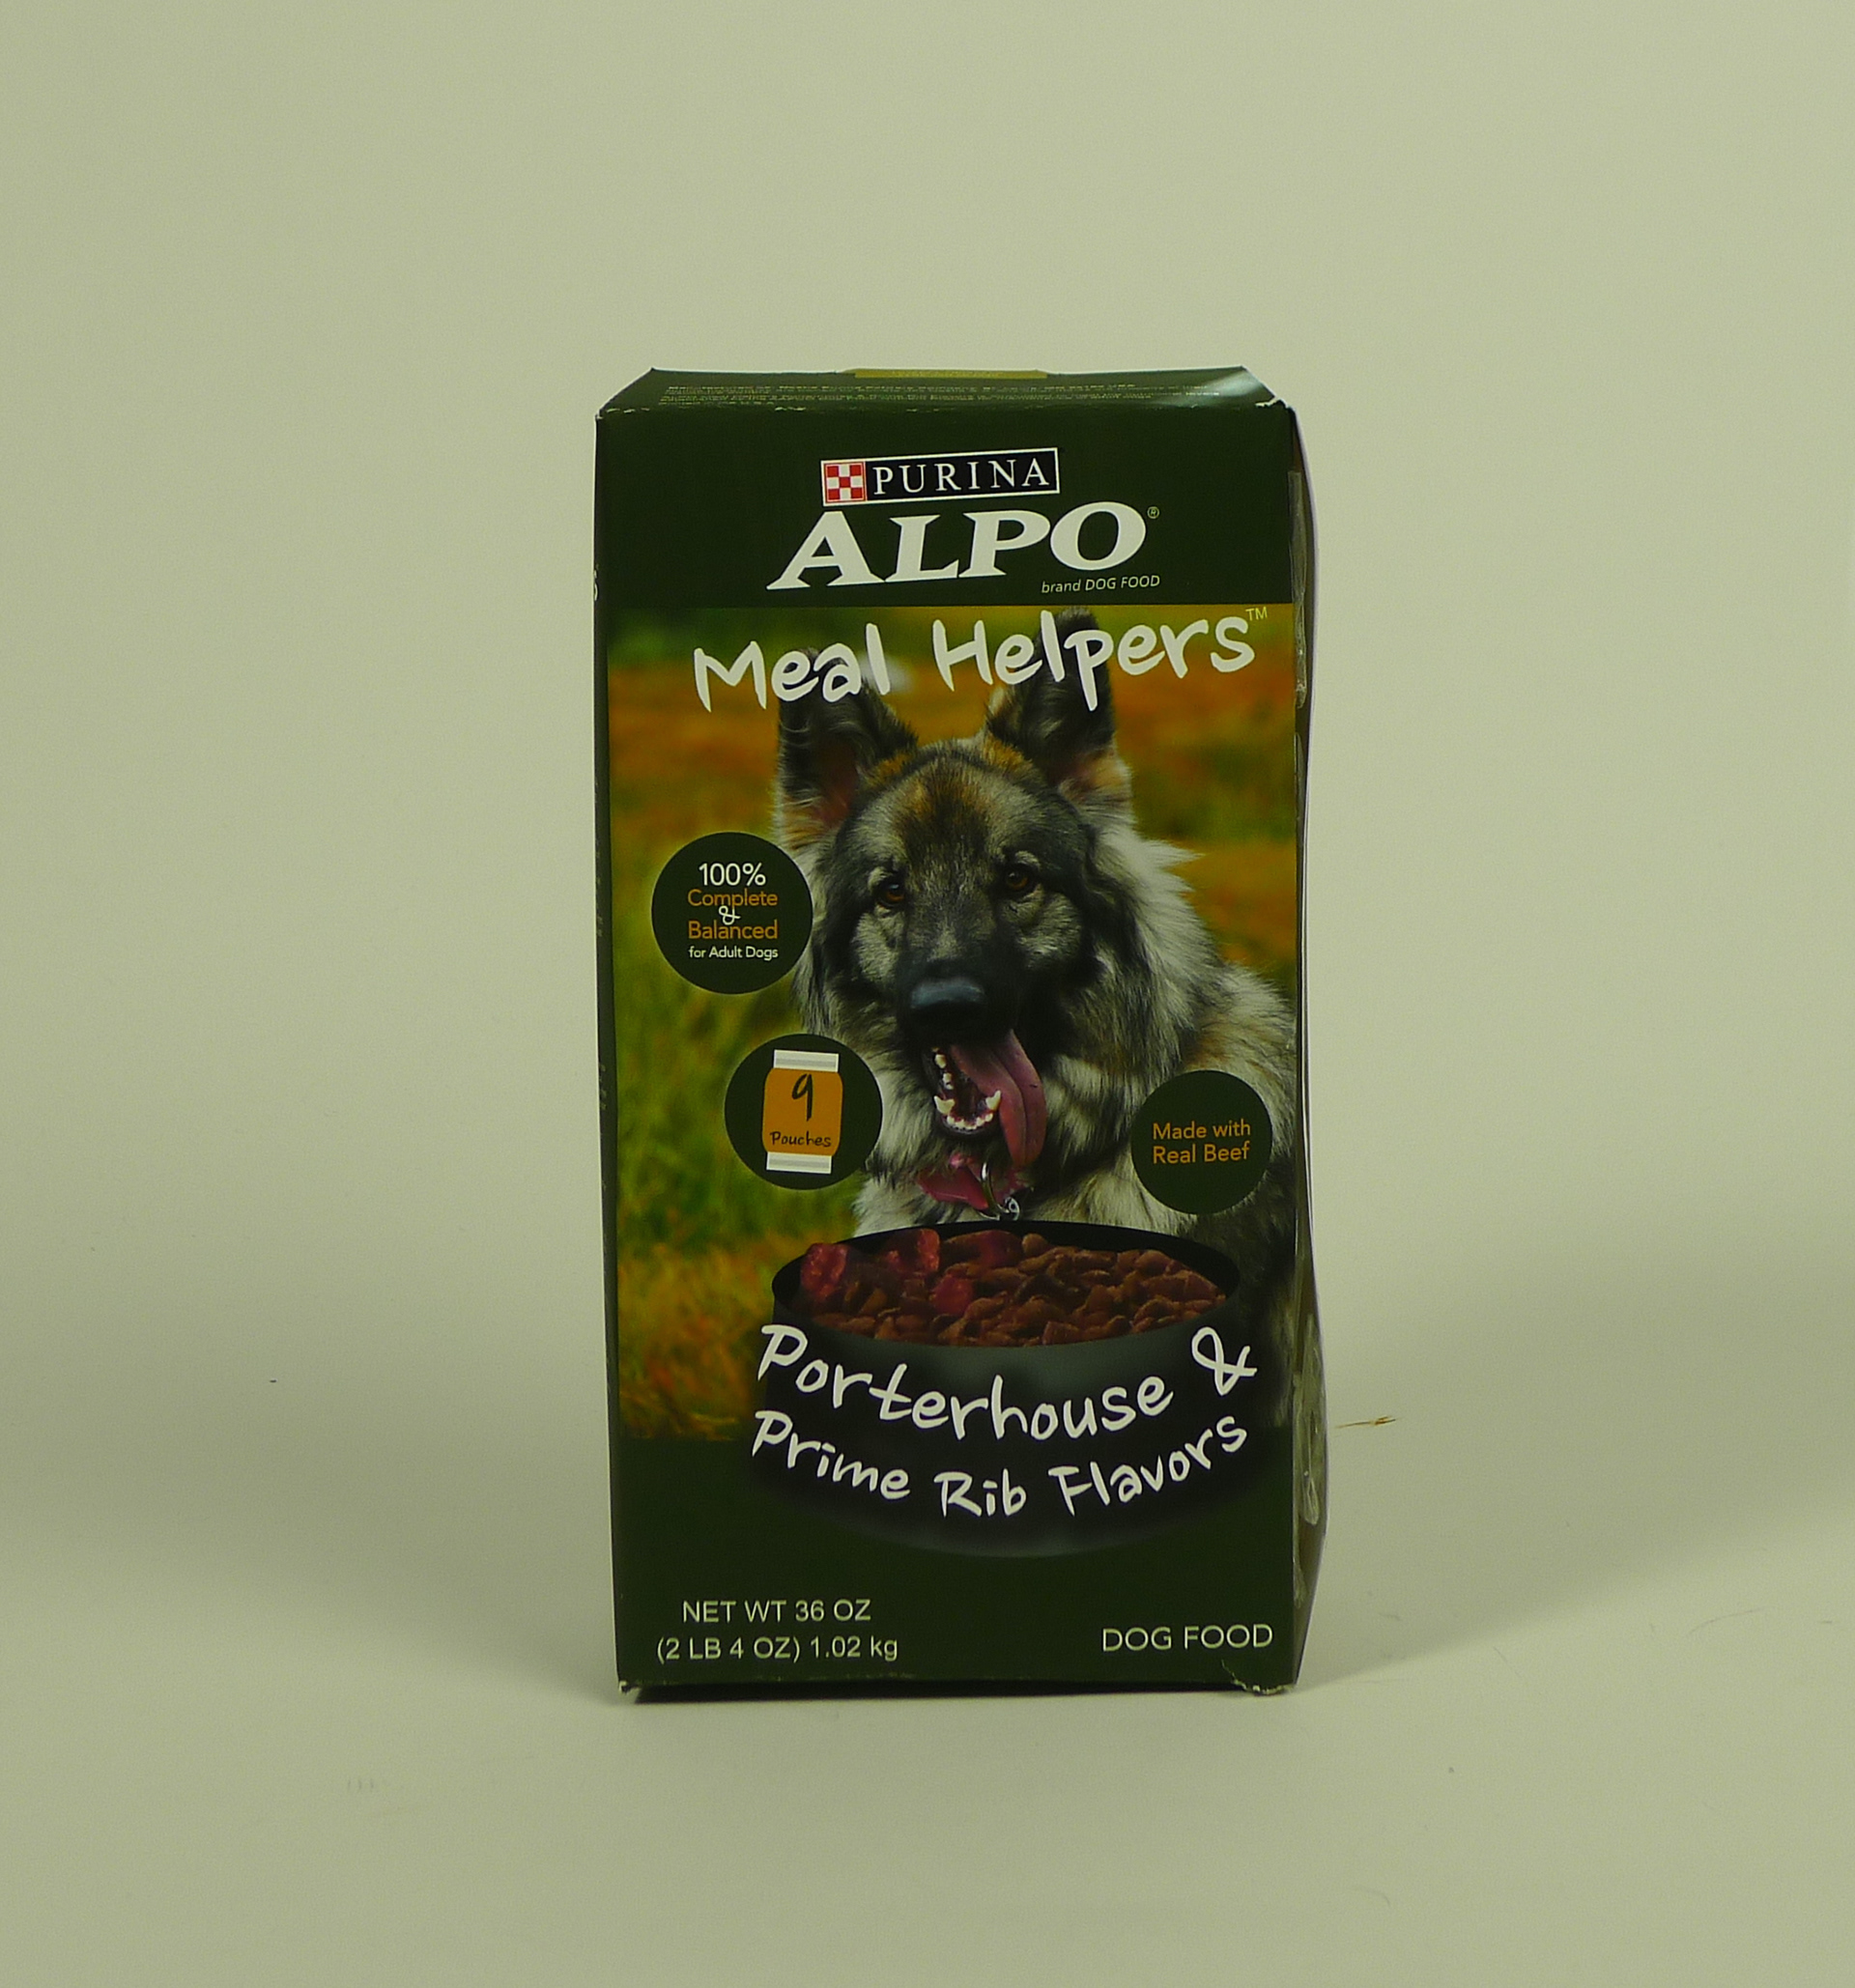 PURINA
ALPO®
brand DOG FOOD
Meal Helpers™
100%
Complete
&
Balanced
for Adult Dogs
9
Pouches
Made with
Real Beef
Porterhouse &
Prime Rib Flavors
NET WT 36 OZ
(2 LB 4 OZ) 1.02 kg
DOG FOOD